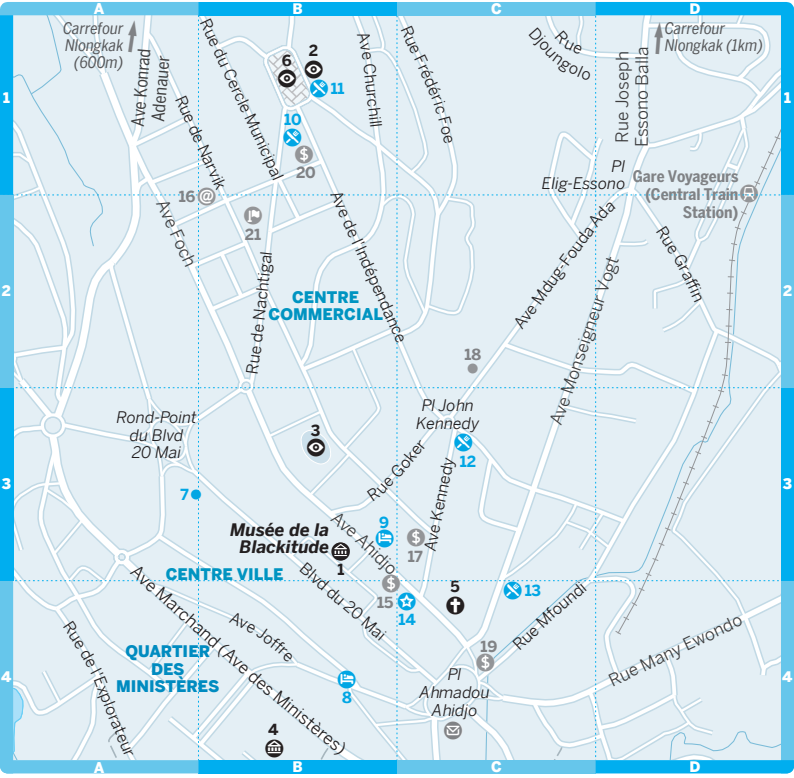 A
B
C
D
Carrefour
Nlongkak
(600m)
Ave Konrad
Adenauer
Rue du Cercle Municipal
6
2
11
Ave Churchill
Rue Frédéric Foe
Rue
Djoungolo
Rue Joseph
Essono Balla
Carrefour
Nlongkak (1km)
1
1
Rue de Narvik
10
$
20
Pl
Elig-Essono
Gare Voyageurs
(Central Train
Station)
16 @
21
Ave Foch
Ave de l'Indépendance
Ave Mdug-Fouda Ada
Rue Graffin
2
2
Rue de Nachtigal
CENTRE
COMMERCIAL
Ave Monseigneur Vogt
18
Rond-Point
du Blvd
20 Mai
3
Pl John
Kennedy
12
Rue Goker
Ave Kennedy
3
3
7
Musée de la
Blackitude
1
Ave Ahidjo
9
$
17
CENTRE VILLE
Blvd du 20 Mai
$
15
14
5
13
Ave Marchand (Ave des Ministères)
Ave Joffre
Rue Mfoundi
Rue de l'Explorateur
QUARTIER
DES
MINISTÈRES
19
$
Rue Many Ewondo
4
4
8
Pl
Ahmadou
Ahidjo
4
A
B
C
D